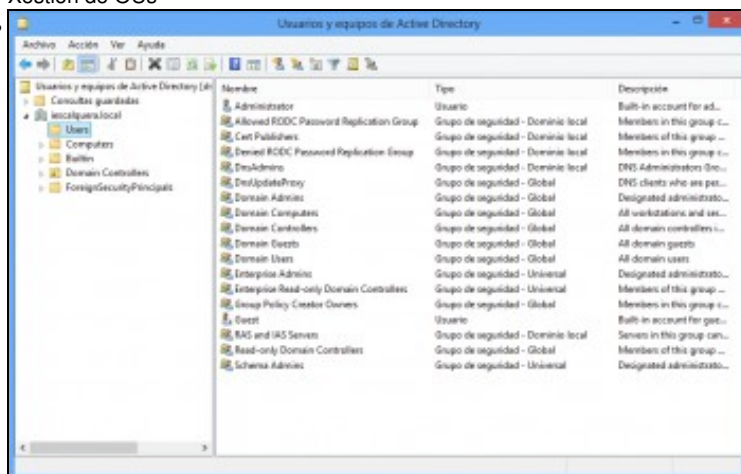 Xestión de OUs
Usuarios y equipos de Active Directory
Archivo Acción Ver Ayuda
Usuarios y equipos de Active Directory [dc
Consultas guardadas
iescalquera.local
Users
Computers
Builtin
Domain Controllers
ForeignSecurityPrincipals
Nombre Tipo Descripción
Administrator Usuario Built-in account for ad...
Allowed RODC Password Replication Group Grupo de seguridad - Dominio local Members in this group c...
Cert Publishers Grupo de seguridad - Dominio local Members of this group ...
Denied RODC Password Replication Group Grupo de seguridad - Dominio local Members in this group c...
DnsAdmins Grupo de seguridad - Dominio local DNS Administrators Gro...
DnsUpdateProxy Grupo de seguridad - Global DNS clients who are per...
Domain Admins Grupo de seguridad - Global Designated administrato...
Domain Computers Grupo de seguridad - Global All workstations and ser...
Domain Controllers Grupo de seguridad - Global All domain controllers i...
Domain Guests Grupo de seguridad - Global All domain guests
Domain Users Grupo de seguridad - Global All domain users
Enterprise Admins Grupo de seguridad - Universal Designated administrato...
Enterprise Read-only Domain Controllers Grupo de seguridad - Universal Members of this group ...
Group Policy Creator Owners Grupo de seguridad - Global Members in this group c...
Guest Usuario Built-in account for gue...
RAS and IAS Servers Grupo de seguridad - Dominio local Servers in this group can...
Read-only Domain Controllers Grupo de seguridad - Global Members of this group ...
Schema Admins Grupo de seguridad - Universal Designated administrato...